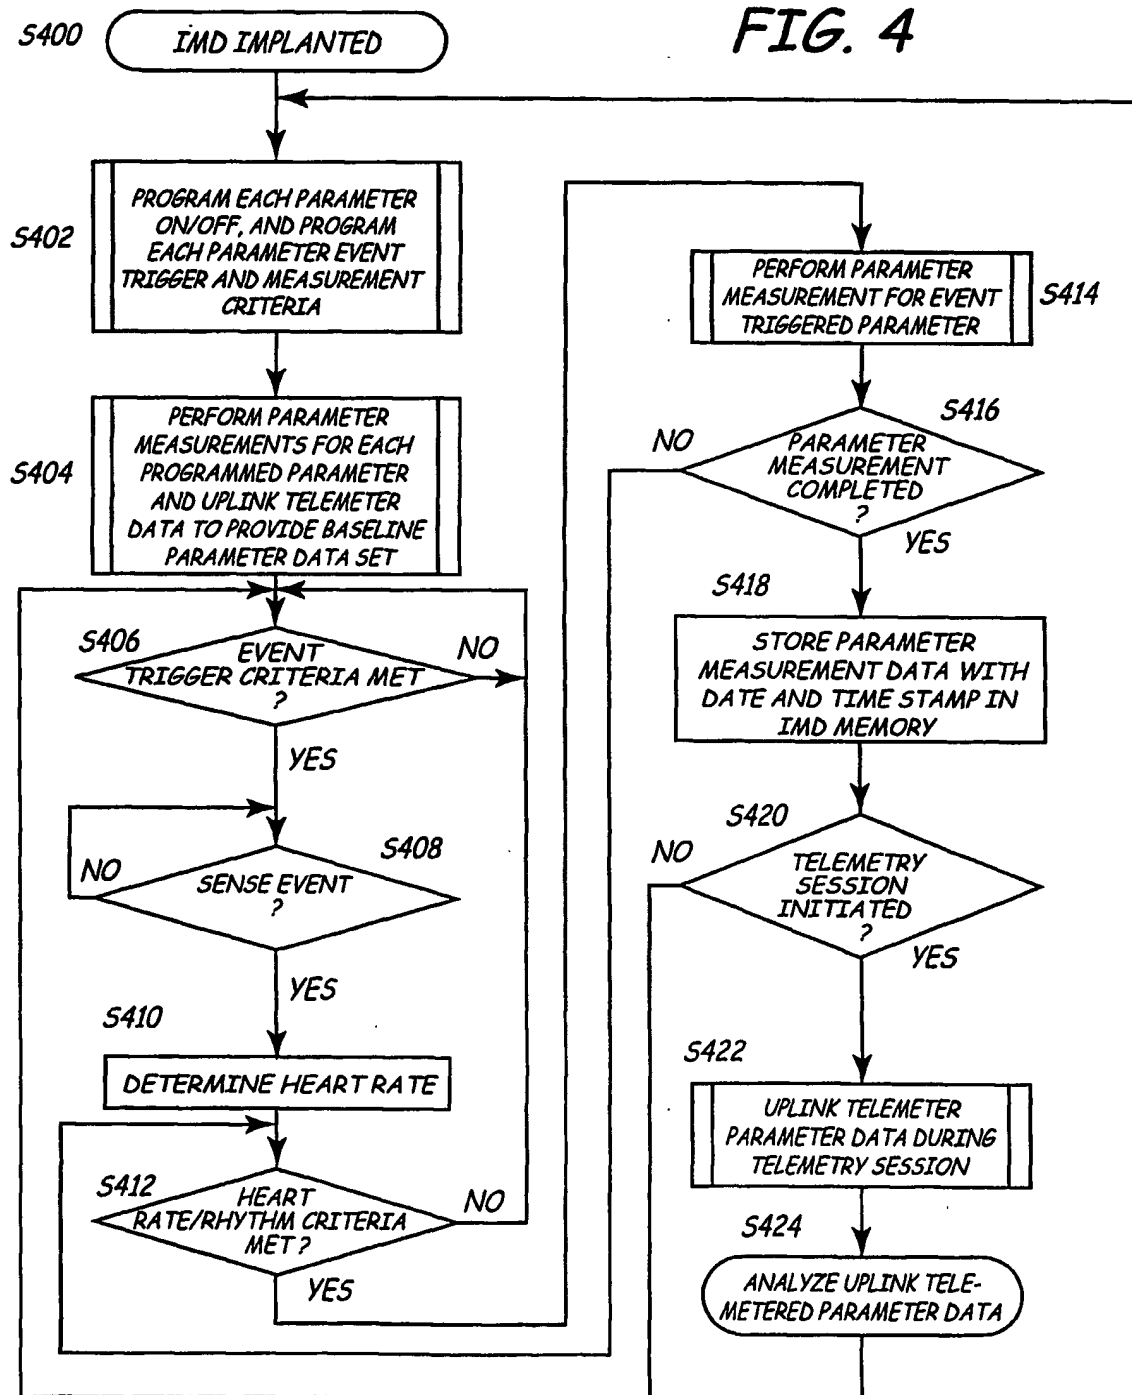 FIG. 4
S400
IMD IMPLANTED
S402
PROGRAM EACH PARAMETER
ON/OFF, AND PROGRAM
EACH PARAMETER EVENT
TRIGGER AND MEASUREMENT
CRITERIA
S404
PERFORM PARAMETER
MEASUREMENTS FOR EACH
PROGRAMMED PARAMETER
AND UPLINK TELEMETER
DATA TO PROVIDE BASELINE
PARAMETER DATA SET
S406
EVENT
TRIGGER CRITERIA MET
?
NO
YES
S408
SENSE EVENT
?
NO
YES
S410
DETERMINE HEART RATE
S412
HEART
RATE/RHYTHM CRITERIA
MET?
NO
YES
PERFORM PARAMETER
MEASUREMENT FOR EVENT
TRIGGERED PARAMETER
S414
S416
PARAMETER
MEASUREMENT
COMPLETED
?
NO
YES
S418
STORE PARAMETER
MEASUREMENT DATA WITH
DATE AND TIME STAMP IN
IMD MEMORY
S420
TELEMETRY
SESSION
INITIATED
?
NO
YES
S422
UPLINK TELEMETER
PARAMETER DATA DURING
TELEMETRY SESSION
S424
ANALYZE UPLINK TELE-
METERED PARAMETER DATA